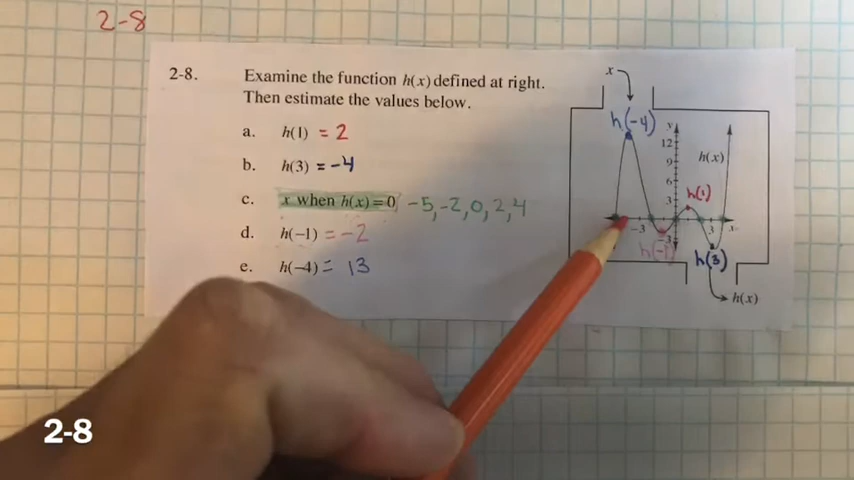 2-8
2-8. Examine the function h(x) defined at right.
Then estimate the values below.
a. h(1) = 2
b. h(3) = -4
c. x when h(x) = 0 -5, -2, 0, 2, 4
d. h(-1) = -2
e. h(-4) = 13
x
h(-4)
y
12
h(x)
9
6
3
h(1)
-3
3
x
-3
h(-1)
h(3)
h(x)
2-8